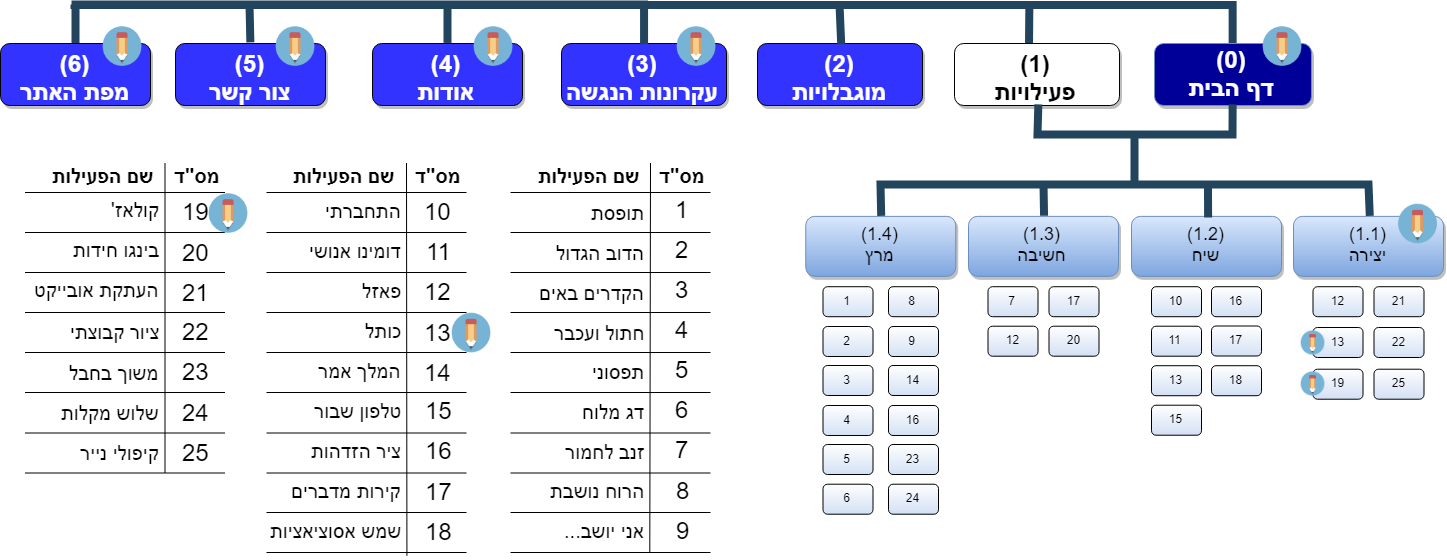 (0)
דף הבית
(1)
פעילויות
(2)
מוגבלויות
(3)
עקרונות הנגשה
(4)
אודות
(5)
צור קשר
(6)
מפת האתר
(1.1)
יצירה
12 21
13 22
19 25
(1.2)
שיח
10 16
11 17
13 18
15
(1.3)
חשיבה
7 17
12 20
(1.4)
מרץ
1 8
2 9
3 14
4 16
5 23
6 24
מס"ד שם הפעילות
1 תופסת
2 הדוב הגדול
3 הקדרים באים
4 חתול ועכבר
5 תפסוני
6 דג מלוח
7 זנב לחמור
8 הרוח נושבת
9 אני יושב...
מס"ד שם הפעילות
10 התחברתי
11 דומינו אנושי
12 פאזל
13 כותל
14 המלך אמר
15 טלפון שבור
16 ציר הזדהות
17 קירות מדברים
18 שמש אסוציאציות
מס"ד שם הפעילות
19 קולאז'
20 בינגו חידות
21 העתקת אובייקט
22 ציור קבוצתי
23 משוך בחבל
24 שלוש מקלות
25 קיפולי נייר